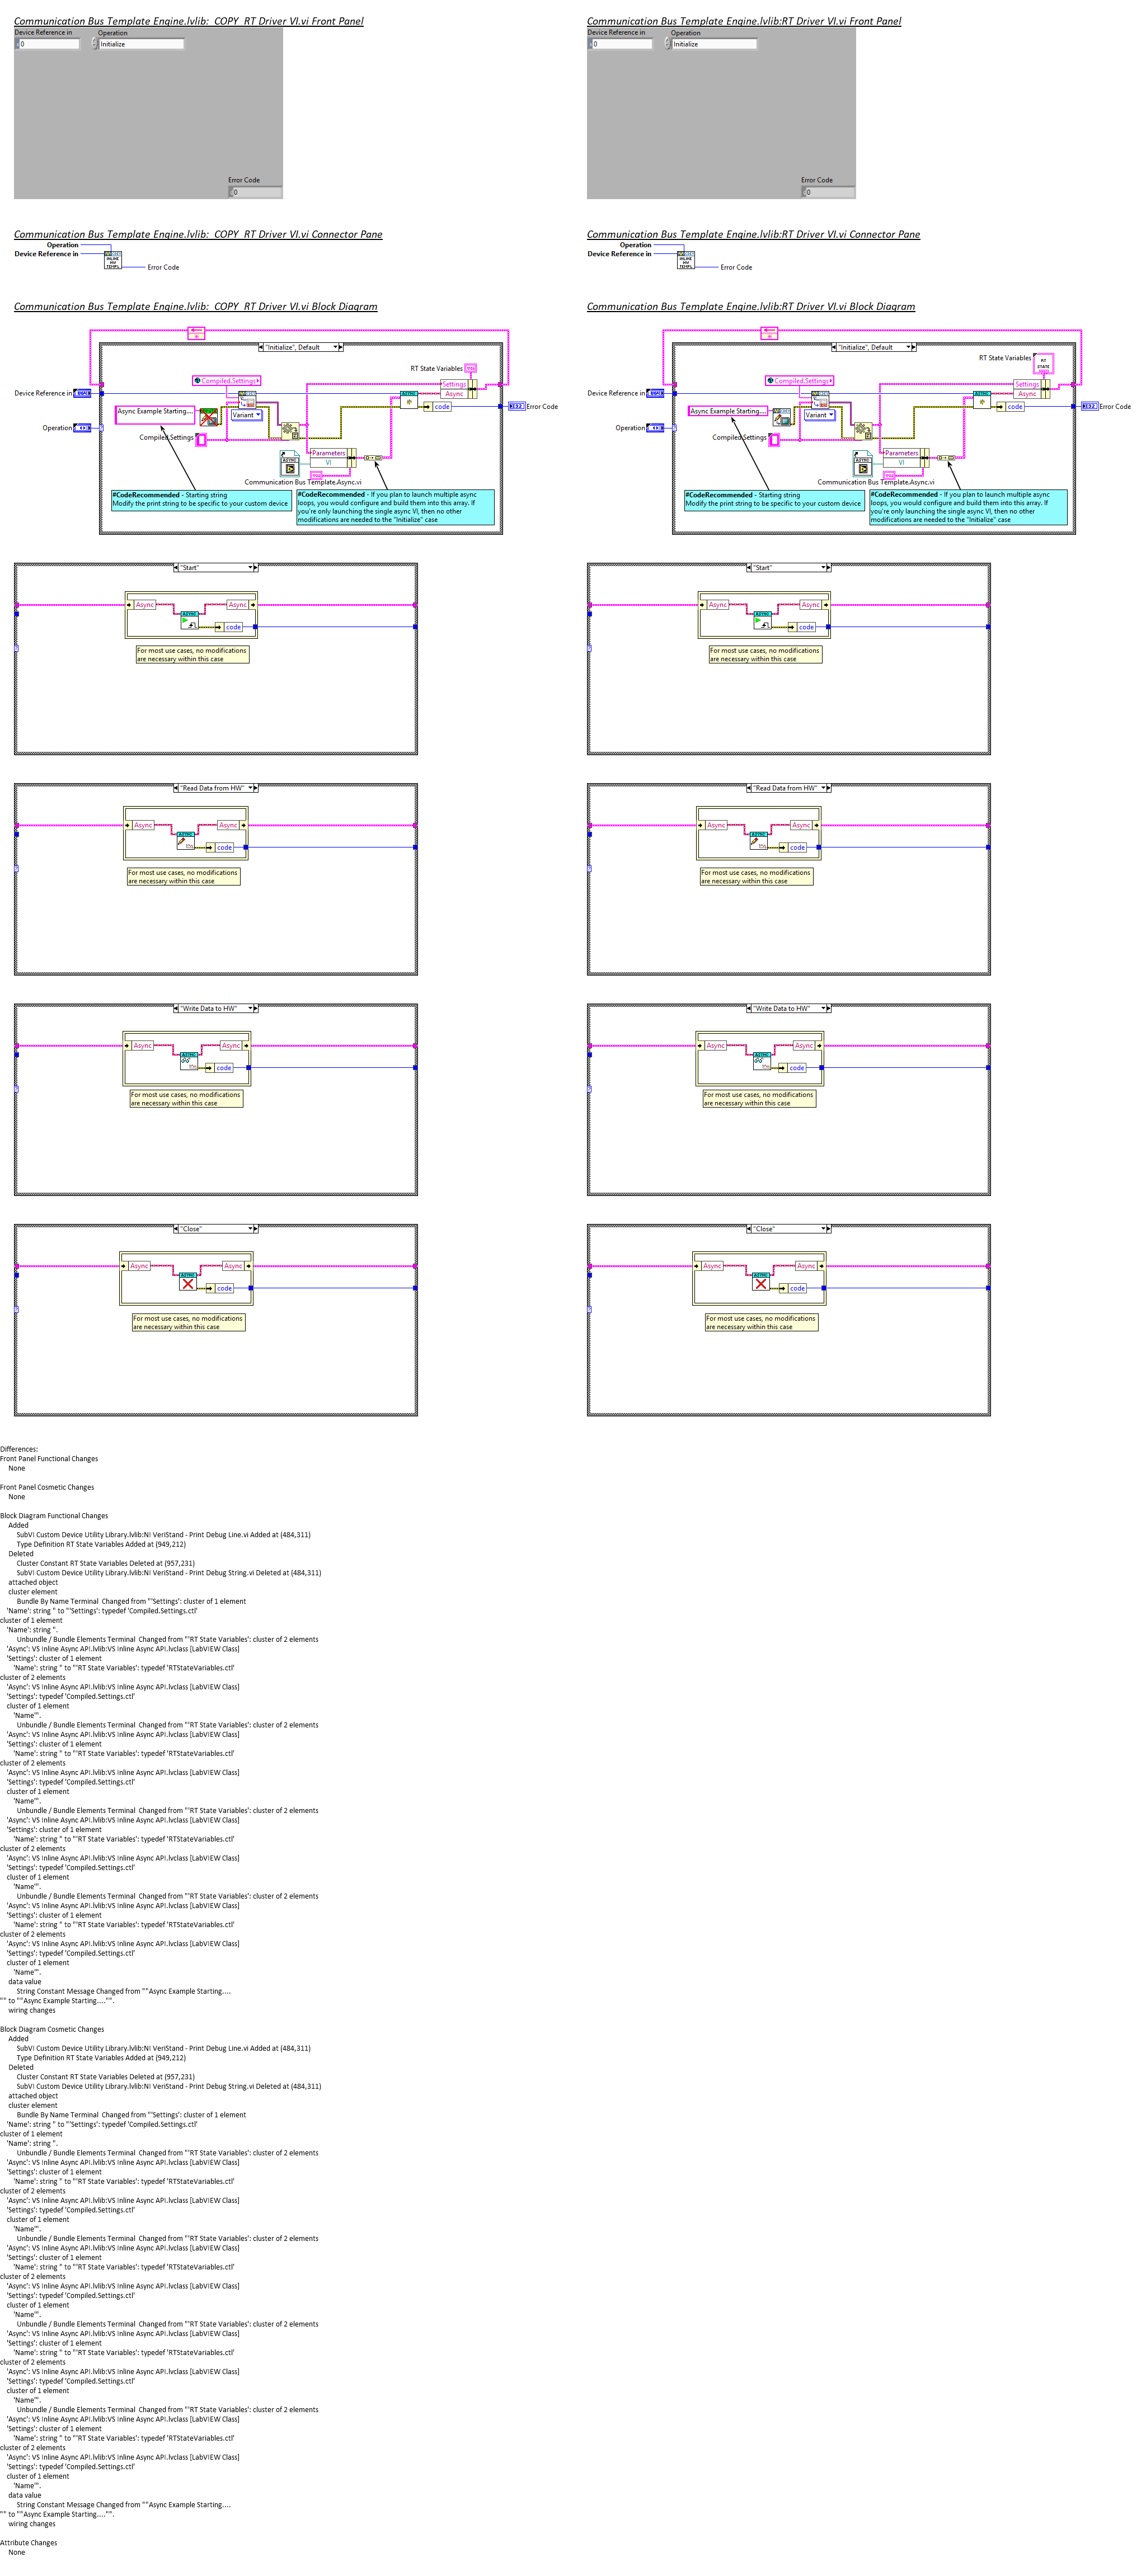 Communication Bus Template Engine.lvlib:_COPY_RT Driver VI.vi Front Panel
Device Reference in
Operation
0
Initialize
Error Code
0
Communication Bus Template Engine.lvlib:_COPY_RT Driver VI.vi Connector Pane
Operation
Device Reference in
Error Code
Communication Bus Template Engine.lvlib:_COPY_RT Driver VI.vi Block Diagram
"Initialize", Default
RT State Variables
Compiled.Settings
Settings
Async
Device Reference in
Async Example Starting....
Variant
code
Error Code
Operation
Compiled.Settings
Parameters
VI
Communication Bus Template.Async.vi
#CodeRecommended - Starting string
Modify the print string to be specific to your custom device
#CodeRecommended - If you plan to launch multiple async
loops, you would configure and build them into this array. If
you're only launching the single async VI, then no other
modifications are needed to the "Initialize" case
"Start"
Async
Async
code
For most use cases, no modifications
are necessary within this case
"Read Data from HW"
Async
Async
code
For most use cases, no modifications
are necessary within this case
"Write Data to HW"
Async
Async
code
For most use cases, no modifications
are necessary within this case
"Close"
Async
Async
code
For most use cases, no modifications
are necessary within this case
Communication Bus Template Engine.lvlib:RT Driver VI.vi Front Panel
Device Reference in
Operation
0
Initialize
Error Code
0
Communication Bus Template Engine.lvlib:RT Driver VI.vi Connector Pane
Operation
Device Reference in
Error Code
Communication Bus Template Engine.lvlib:RT Driver VI.vi Block Diagram
"Initialize", Default
RT State Variables
RT
STATE
Compiled.Settings
Settings
Async
Device Reference in
Async Example Starting....
Variant
code
Error Code
Operation
Compiled.Settings
Parameters
VI
Communication Bus Template.Async.vi
#CodeRecommended - Starting string
Modify the print string to be specific to your custom device
#CodeRecommended - If you plan to launch multiple async
loops, you would configure and build them into this array. If
you're only launching the single async VI, then no other
modifications are needed to the "Initialize" case
"Start"
Async
Async
code
For most use cases, no modifications
are necessary within this case
"Read Data from HW"
Async
Async
code
For most use cases, no modifications
are necessary within this case
"Write Data to HW"
Async
Async
code
For most use cases, no modifications
are necessary within this case
"Close"
Async
Async
code
For most use cases, no modifications
are necessary within this case
Differences:
Front Panel Functional Changes
None
Front Panel Cosmetic Changes
None
Block Diagram Functional Changes
Added
SubVI Custom Device Utility Library.lvlib:NI VeriStand - Print Debug Line.vi Added at (484,311)
Type Definition RT State Variables Added at (949,212)
Deleted
Cluster Constant RT State Variables Deleted at (957,231)
SubVI Custom Device Utility Library.lvlib:NI VeriStand - Print Debug String.vi Deleted at (484,311)
attached object
cluster element
Bundle By Name Terminal  Changed from "'Settings': cluster of 1 element
'Name': string " to "'Settings': typedef 'Compiled.Settings.ctl'
cluster of 1 element
'Name': string ".
Unbundle / Bundle Elements Terminal  Changed from "'RT State Variables': cluster of 2 elements
'Async': VS Inline Async API.lvlib:VS Inline Async API.lvclass [LabVIEW Class]
'Settings': cluster of 1 element
'Name': string " to "'RT State Variables': typedef 'RTStateVariables.ctl'
cluster of 2 elements
'Async': VS Inline Async API.lvlib:VS Inline Async API.lvclass [LabVIEW Class]
'Settings': typedef 'Compiled.Settings.ctl'
cluster of 1 element
'Name'".
Unbundle / Bundle Elements Terminal  Changed from "'RT State Variables': cluster of 2 elements
'Async': VS Inline Async API.lvlib:VS Inline Async API.lvclass [LabVIEW Class]
'Settings': cluster of 1 element
'Name': string " to "'RT State Variables': typedef 'RTStateVariables.ctl'
cluster of 2 elements
'Async': VS Inline Async API.lvlib:VS Inline Async API.lvclass [LabVIEW Class]
'Settings': typedef 'Compiled.Settings.ctl'
cluster of 1 element
'Name'".
Unbundle / Bundle Elements Terminal  Changed from "'RT State Variables': cluster of 2 elements
'Async': VS Inline Async API.lvlib:VS Inline Async API.lvclass [LabVIEW Class]
'Settings': cluster of 1 element
'Name': string " to "'RT State Variables': typedef 'RTStateVariables.ctl'
cluster of 2 elements
'Async': VS Inline Async API.lvlib:VS Inline Async API.lvclass [LabVIEW Class]
'Settings': typedef 'Compiled.Settings.ctl'
cluster of 1 element
'Name'".
Unbundle / Bundle Elements Terminal  Changed from "'RT State Variables': cluster of 2 elements
'Async': VS Inline Async API.lvlib:VS Inline Async API.lvclass [LabVIEW Class]
'Settings': cluster of 1 element
'Name': string " to "'RT State Variables': typedef 'RTStateVariables.ctl'
cluster of 2 elements
'Async': VS Inline Async API.lvlib:VS Inline Async API.lvclass [LabVIEW Class]
'Settings': typedef 'Compiled.Settings.ctl'
cluster of 1 element
'Name'".
data value
String Constant Message Changed from ""Async Example Starting....
"" to ""Async Example Starting...."".
wiring changes
Block Diagram Cosmetic Changes
Added
SubVI Custom Device Utility Library.lvlib:NI VeriStand - Print Debug Line.vi Added at (484,311)
Type Definition RT State Variables Added at (949,212)
Deleted
Cluster Constant RT State Variables Deleted at (957,231)
SubVI Custom Device Utility Library.lvlib:NI VeriStand - Print Debug String.vi Deleted at (484,311)
attached object
cluster element
Bundle By Name Terminal  Changed from "'Settings': cluster of 1 element
'Name': string " to "'Settings': typedef 'Compiled.Settings.ctl'
cluster of 1 element
'Name': string ".
Unbundle / Bundle Elements Terminal  Changed from "'RT State Variables': cluster of 2 elements
'Async': VS Inline Async API.lvlib:VS Inline Async API.lvclass [LabVIEW Class]
'Settings': cluster of 1 element
'Name': string " to "'RT State Variables': typedef 'RTStateVariables.ctl'
cluster of 2 elements
'Async': VS Inline Async API.lvlib:VS Inline Async API.lvclass [LabVIEW Class]
'Settings': typedef 'Compiled.Settings.ctl'
cluster of 1 element
'Name'".
Unbundle / Bundle Elements Terminal  Changed from "'RT State Variables': cluster of 2 elements
'Async': VS Inline Async API.lvlib:VS Inline Async API.lvclass [LabVIEW Class]
'Settings': cluster of 1 element
'Name': string " to "'RT State Variables': typedef 'RTStateVariables.ctl'
cluster of 2 elements
'Async': VS Inline Async API.lvlib:VS Inline Async API.lvclass [LabVIEW Class]
'Settings': typedef 'Compiled.Settings.ctl'
cluster of 1 element
'Name'".
Unbundle / Bundle Elements Terminal  Changed from "'RT State Variables': cluster of 2 elements
'Async': VS Inline Async API.lvlib:VS Inline Async API.lvclass [LabVIEW Class]
'Settings': cluster of 1 element
'Name': string " to "'RT State Variables': typedef 'RTStateVariables.ctl'
cluster of 2 elements
'Async': VS Inline Async API.lvlib:VS Inline Async API.lvclass [LabVIEW Class]
'Settings': typedef 'Compiled.Settings.ctl'
cluster of 1 element
'Name'".
Unbundle / Bundle Elements Terminal  Changed from "'RT State Variables': cluster of 2 elements
'Async': VS Inline Async API.lvlib:VS Inline Async API.lvclass [LabVIEW Class]
'Settings': cluster of 1 element
'Name': string " to "'RT State Variables': typedef 'RTStateVariables.ctl'
cluster of 2 elements
'Async': VS Inline Async API.lvlib:VS Inline Async API.lvclass [LabVIEW Class]
'Settings': typedef 'Compiled.Settings.ctl'
cluster of 1 element
'Name'".
data value
String Constant Message Changed from ""Async Example Starting....
"" to ""Async Example Starting...."".
wiring changes
Attribute Changes
None